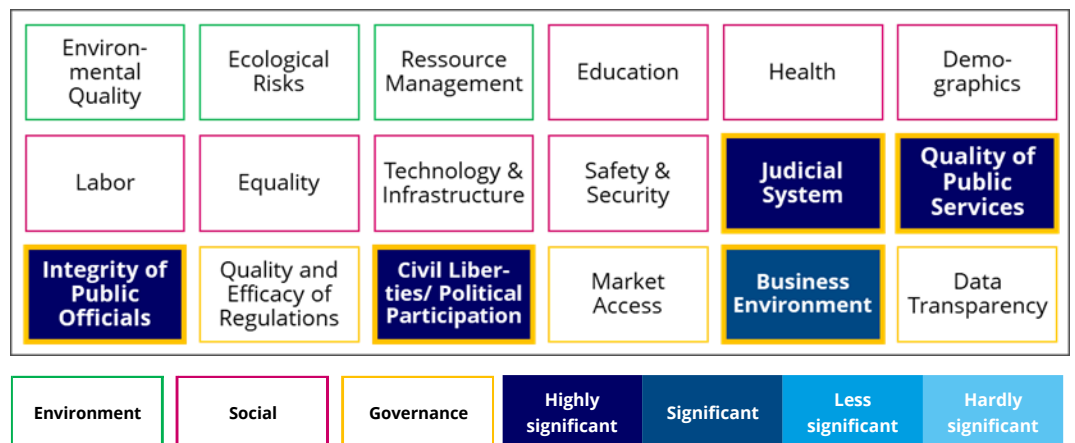 Environ-
mental
Quality
Ecological
Risks
Ressource
Management
Education
Health
Demo-
graphics
Labor
Equality
Technology &
Infrastructure
Safety &
Security
Judicial
System
Quality of
Public
Services
Integrity of
Public
Officials
Quality and
Efficacy of
Regulations
Civil Liber-
ties/ Political
Participation
Market
Access
Business
Environment
Data
Transparency
Environment
Social
Governance
Highly
significant
Significant
Less
significant
Hardly
significant